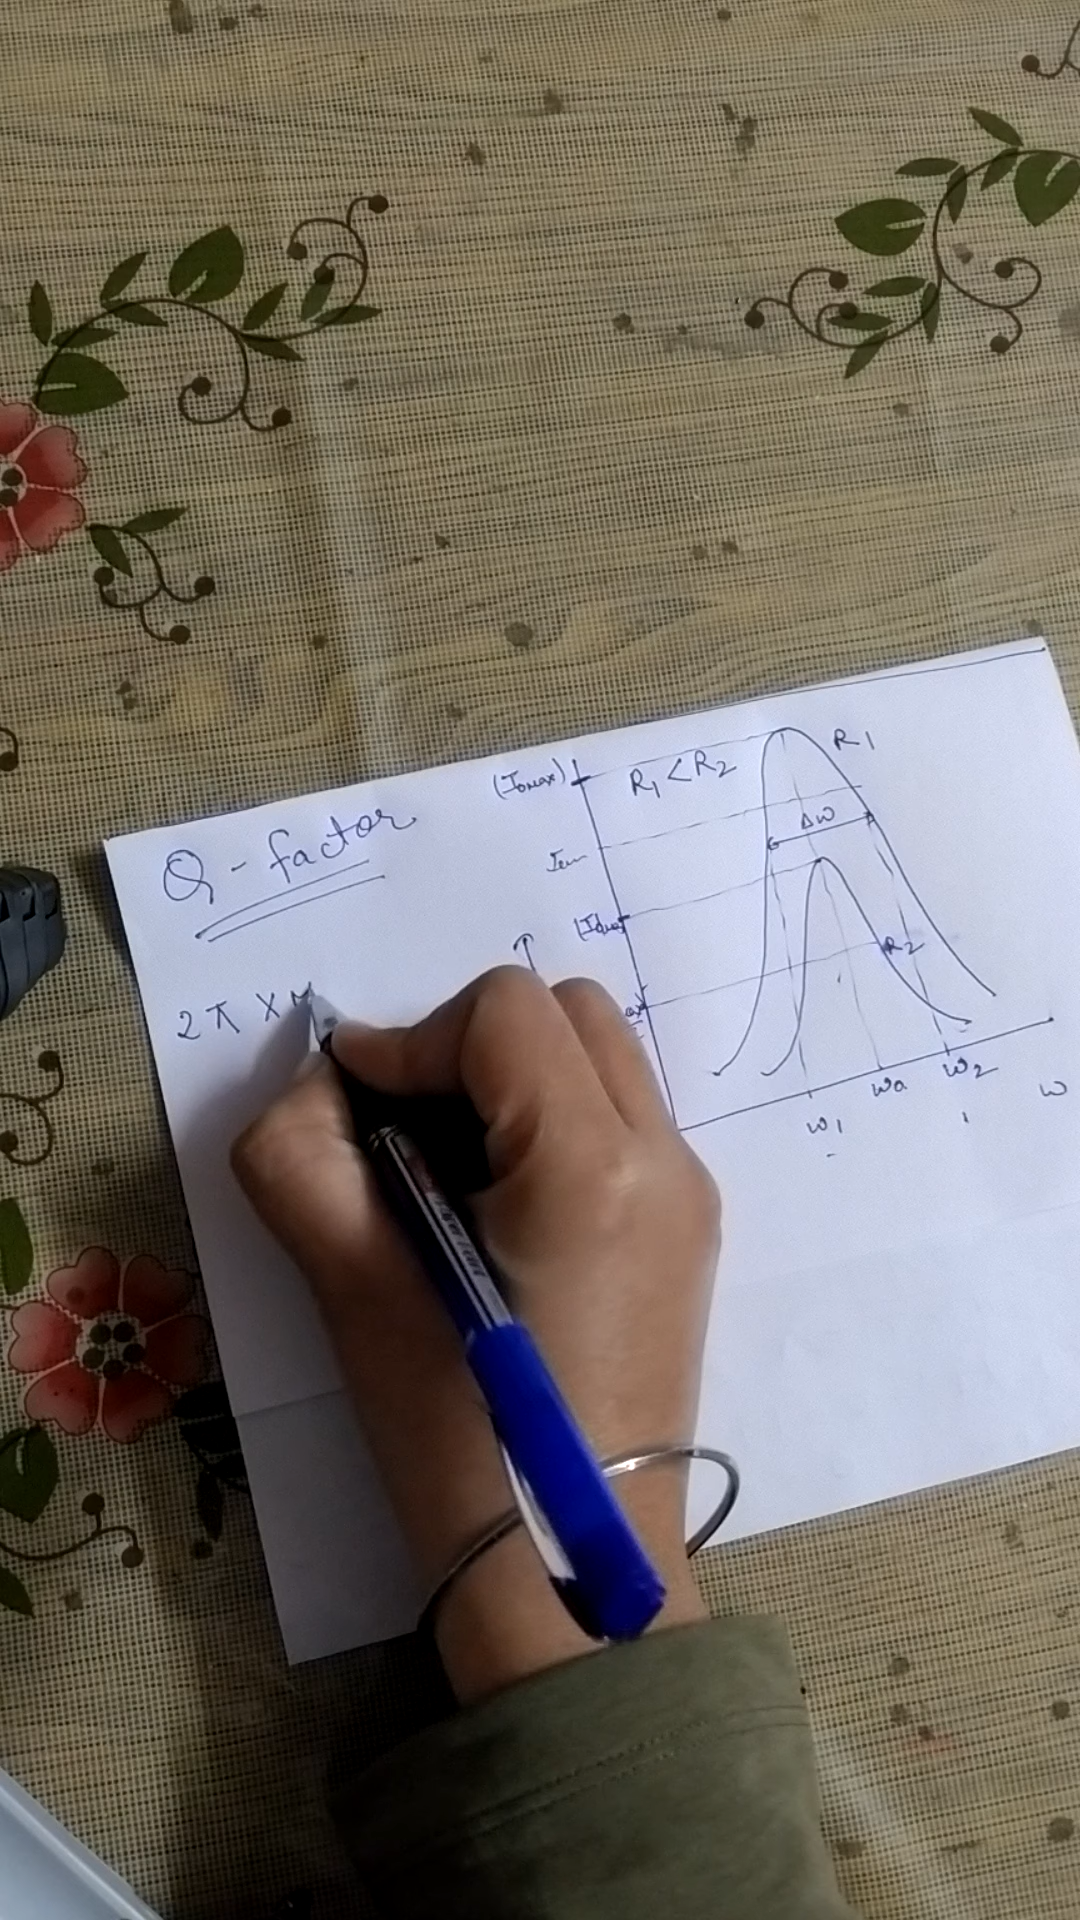 Q - factor
2π ×
(I₀max)
R₁ < R₂
R₁
Δω
R₂
ω₁
ωa
ω₂
ω